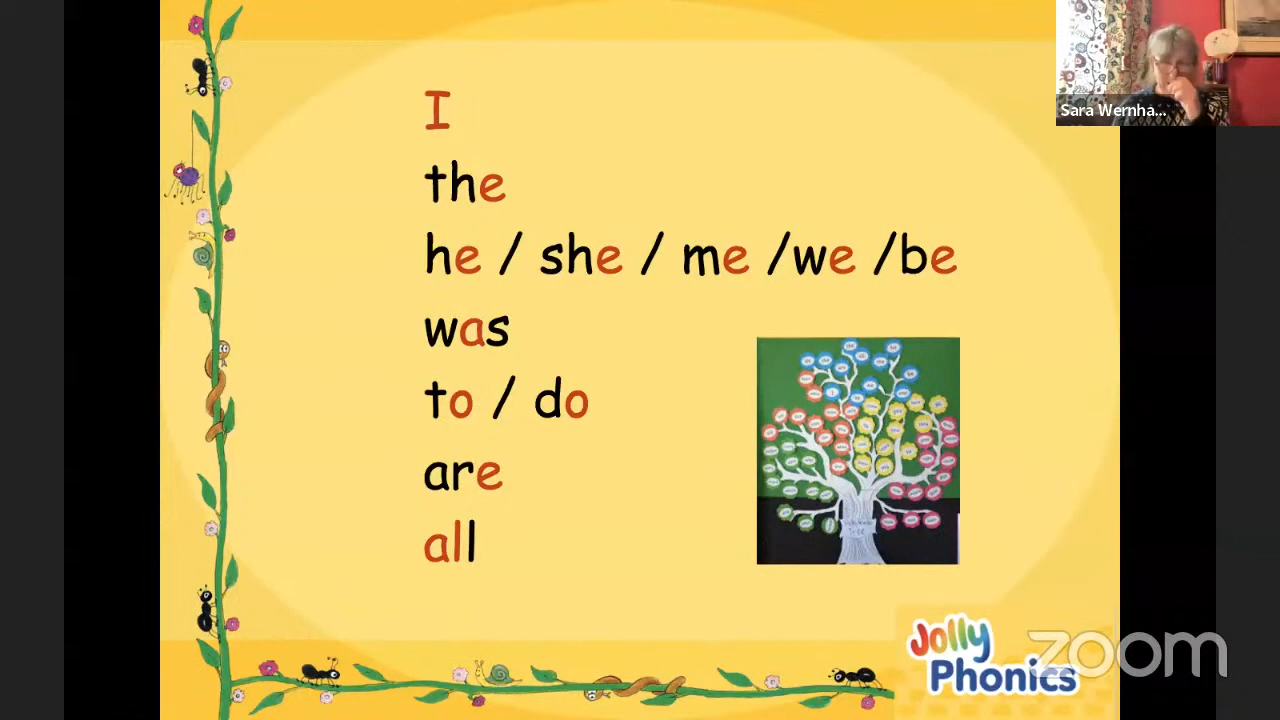 I
the
he / she / me /we /be
was
to / do
are
all
Sara Wernha...
Jolly
Phonics
zoom